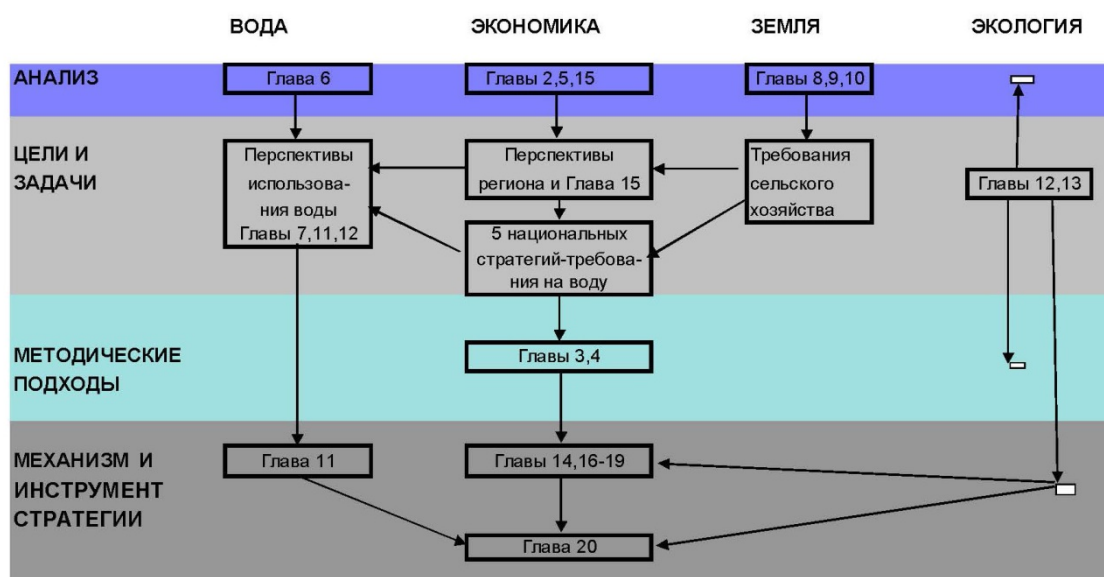 ВОДА
ЭКОНОМИКА
ЗЕМЛЯ
ЭКОЛОГИЯ
АНАЛИЗ
Глава 6
Главы 2,5,15
Главы 8,9,10
ЦЕЛИ И
ЗАДАЧИ
Перспективы
использова-
ния воды
Главы 7,11,12
Перспективы
региона и Глава 15
Требования
сельского
хозяйства
Главы 12,13
5 национальных
стратегий-требова-
ния на воду
МЕТОДИЧЕСКИЕ
ПОДХОДЫ
Главы 3,4
МЕХАНИЗМ И
ИНСТРУМЕНТ
СТРАТЕГИИ
Глава 11
Главы 14,16-19
Глава 20